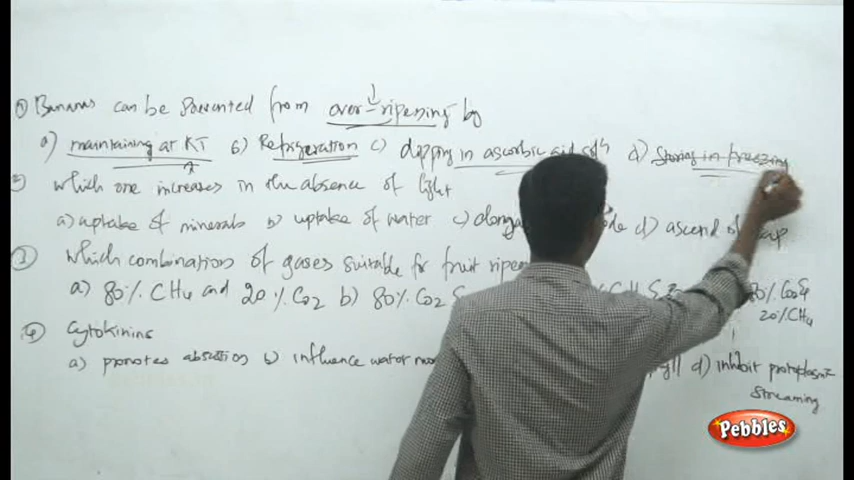 ① Bananas can be Prevented from over-ripening by
a) maintaining at RT b) Refrigeration c) dipping in ascorbic acid solⁿ d) Storing in freezing
② which one increases in the absence of light
a) uptake of minerals b) uptake of water c) d) ascend of sap
③ which combination of gases suitable for fruit
a) 80% CH4 and 20% CO2 b) 80% CO2 80% CO2 &
20% CH4
④ Cytokinins
a) promotes b) influence water d) inhibit protoplasmic
Streaming
Pebbles